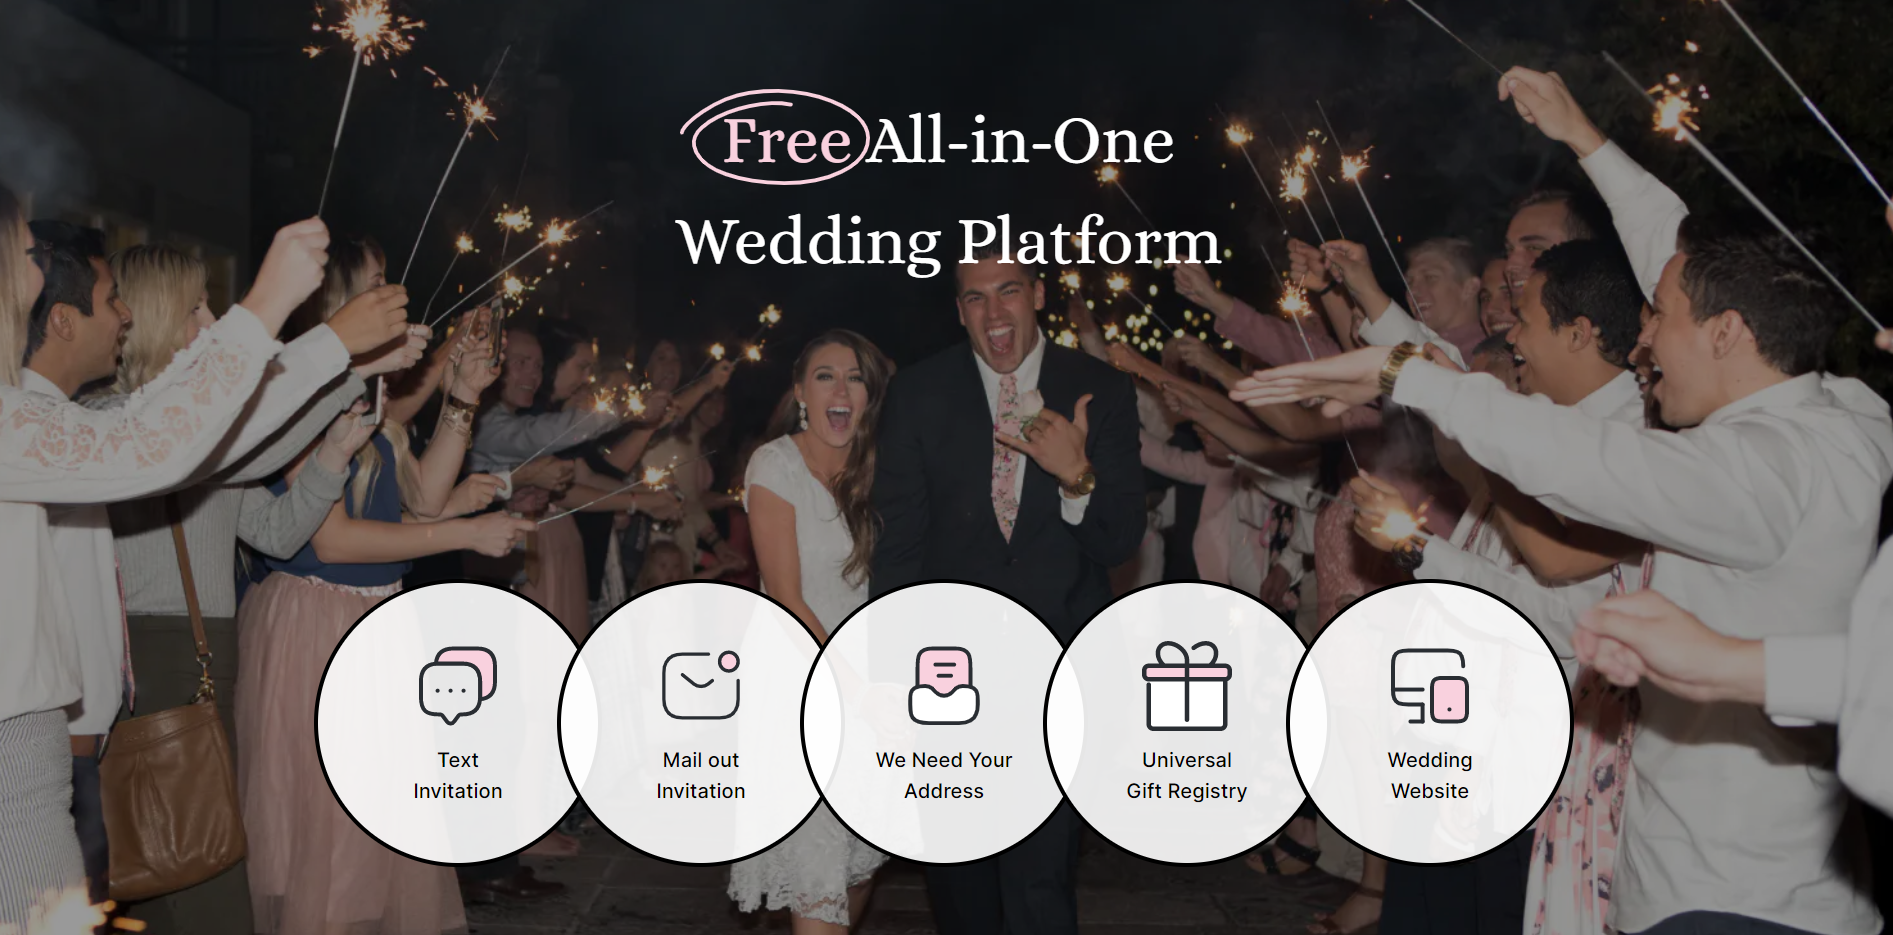 Free All-in-One
Wedding Platform
Text
Invitation
Mail out
Invitation
We Need Your
Address
Universal
Gift Registry
Wedding
Website